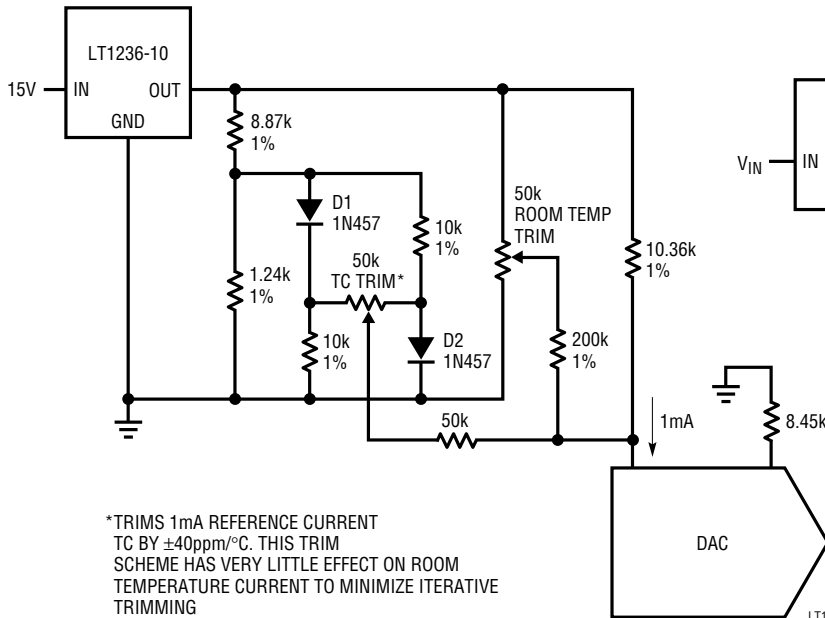 LT1236-10
15V
IN
OUT
GND
8.87k
1%
D1
1N457
50k
TC TRIM*
10k
1%
1.24k
1%
10k
1%
D2
1N457
50k
ROOM TEMP
TRIM
10.36k
1%
200k
1%
50k
1mA
VIN
IN
8.45k
DAC
*TRIMS 1mA REFERENCE CURRENT
TC BY ±40ppm/°C. THIS TRIM
SCHEME HAS VERY LITTLE EFFECT ON ROOM
TEMPERATURE CURRENT TO MINIMIZE ITERATIVE
TRIMMING
LT1